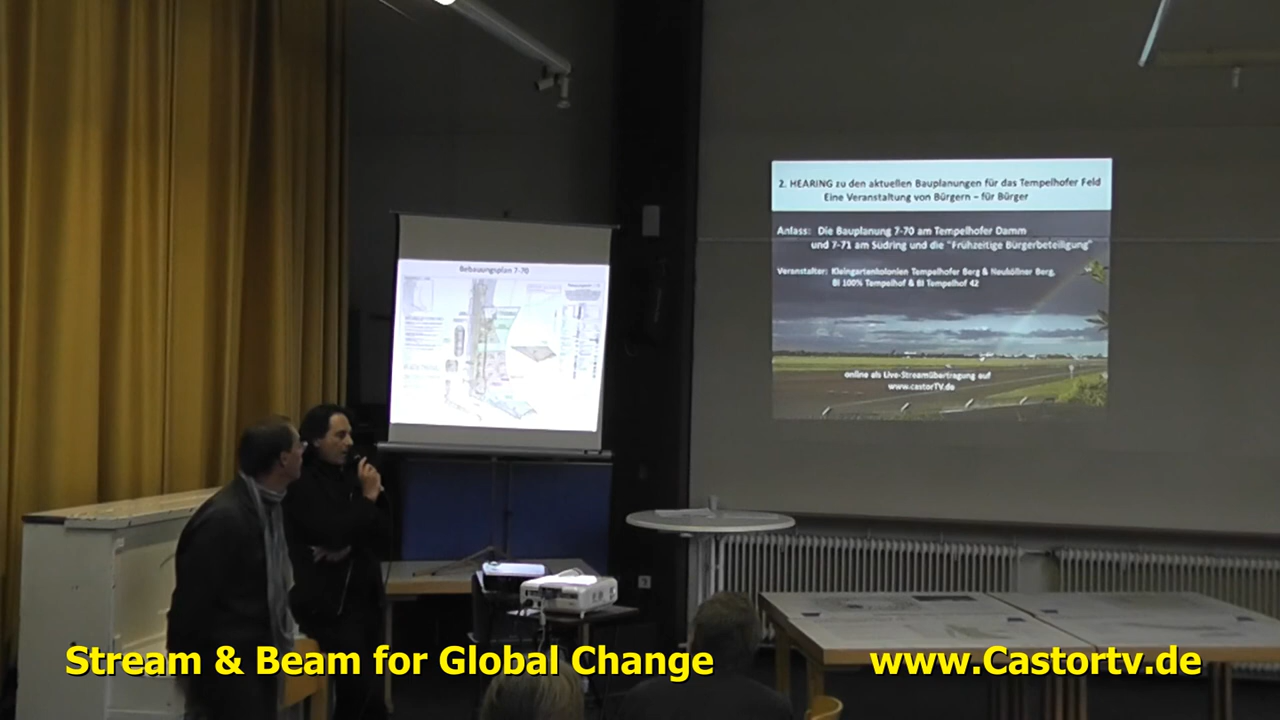 Bebauungsplan 7-70
2. HEARING zu den aktuellen Bauplanungen für das Tempelhofer Feld
Eine Veranstaltung von Bürgern – für Bürger
Anlass: Die Bauplanung 7-70 am Tempelhofer Damm
und 7-71 am Südring und die "Frühzeitige Bürgerbeteiligung"
Veranstalter: Kleingartenkolonien Tempelhofer Berg & Neuköllner Berg,
BI 100% Tempelhof & BI Tempelhof 42
online als Live-Streamübertragung auf
www.castorTV.de
Stream & Beam for Global Change
www.Castortv.de